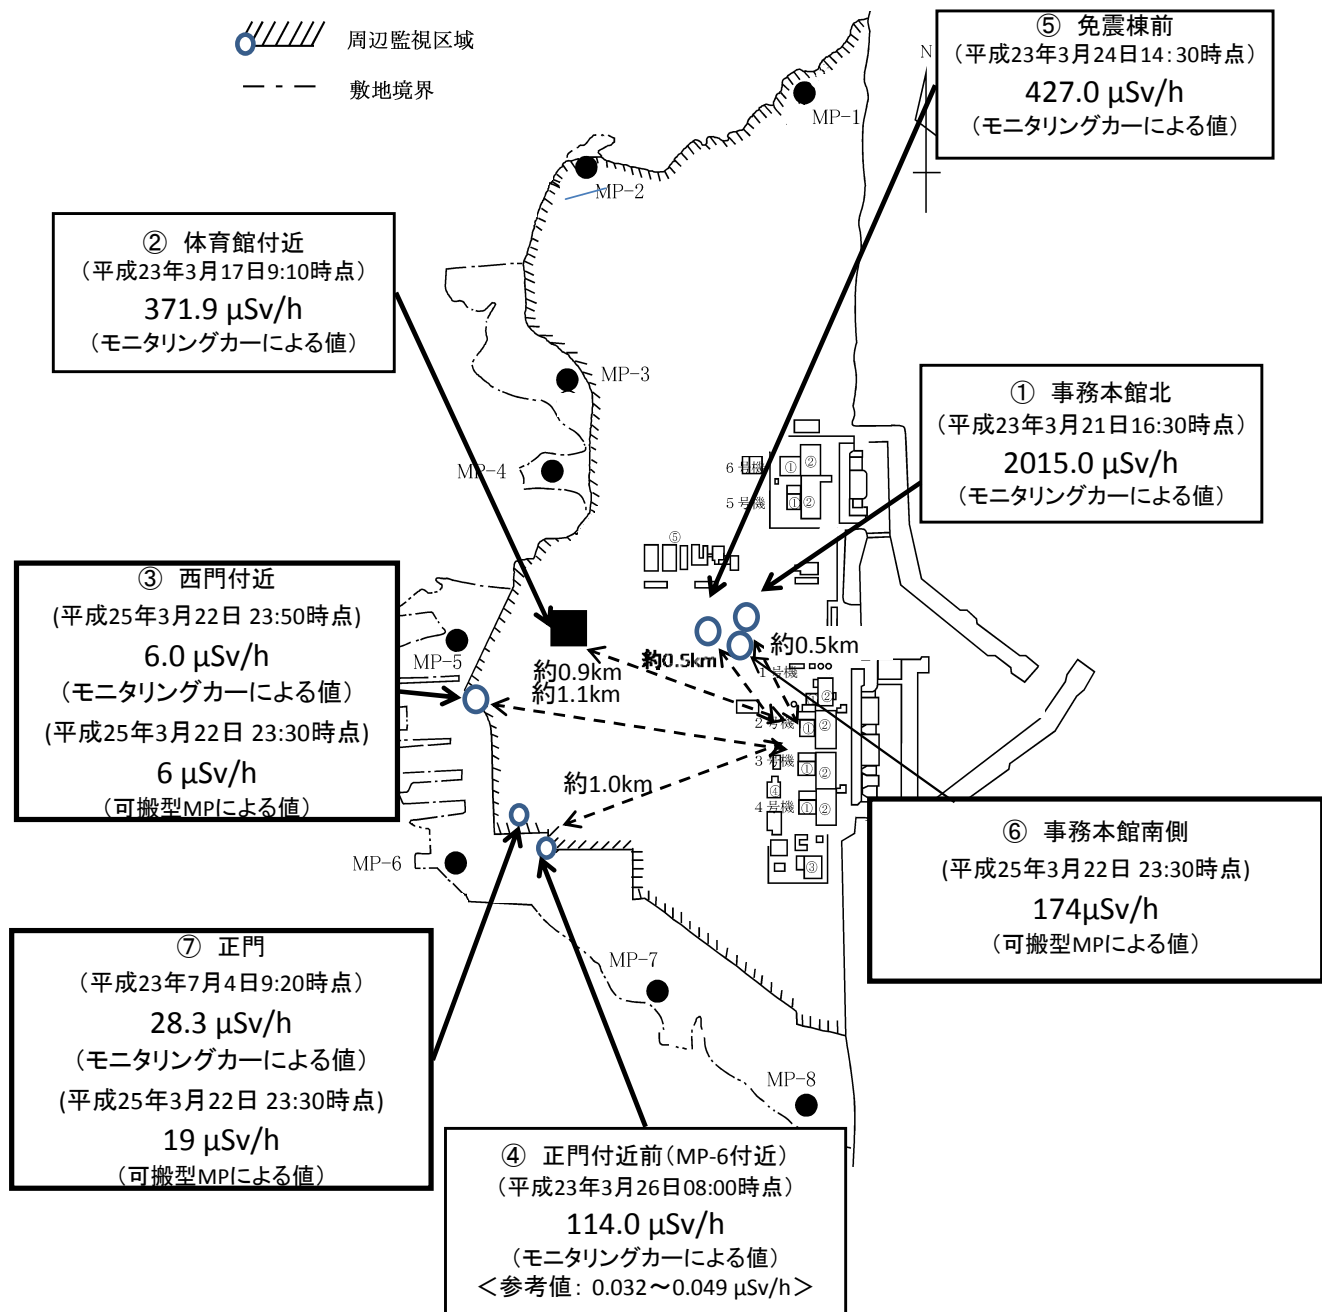 周辺監視区域
敷地境界
⑤ 免震棟前
（平成23年3月24日14:30時点）
427.0 μSv/h
（モニタリングカーによる値）
N
MP-1
MP-2
② 体育館付近
（平成23年3月17日9:10時点）
371.9 μSv/h
（モニタリングカーによる値）
MP-3
MP-4
① 事務本館北
（平成23年3月21日16:30時点）
2015.0 μSv/h
（モニタリングカーによる値）
6号機
①
②
5号機
①
②
⑤
③ 西門付近
(平成25年3月22日 23:50時点)
6.0 μSv/h
（モニタリングカーによる値）
(平成25年3月22日 23:30時点)
6 μSv/h
（可搬型MPによる値）
MP-5
約0.9km
約1.1km
約0.5km
約0.5km
1号機
②
2号機
①
②
3号機
①
②
④
4号機
①
②
③
約1.0km
MP-6
⑥ 事務本館南側
(平成25年3月22日 23:30時点)
174μSv/h
（可搬型MPによる値）
⑦ 正門
（平成23年7月4日9:20時点）
28.3 μSv/h
（モニタリングカーによる値）
(平成25年3月22日 23:30時点)
19 μSv/h
（可搬型MPによる値）
MP-7
MP-8
④ 正門付近前（MP-6付近）
（平成23年3月26日08:00時点）
114.0 μSv/h
（モニタリングカーによる値）
＜参考値: 0.032～0.049 μSv/h＞